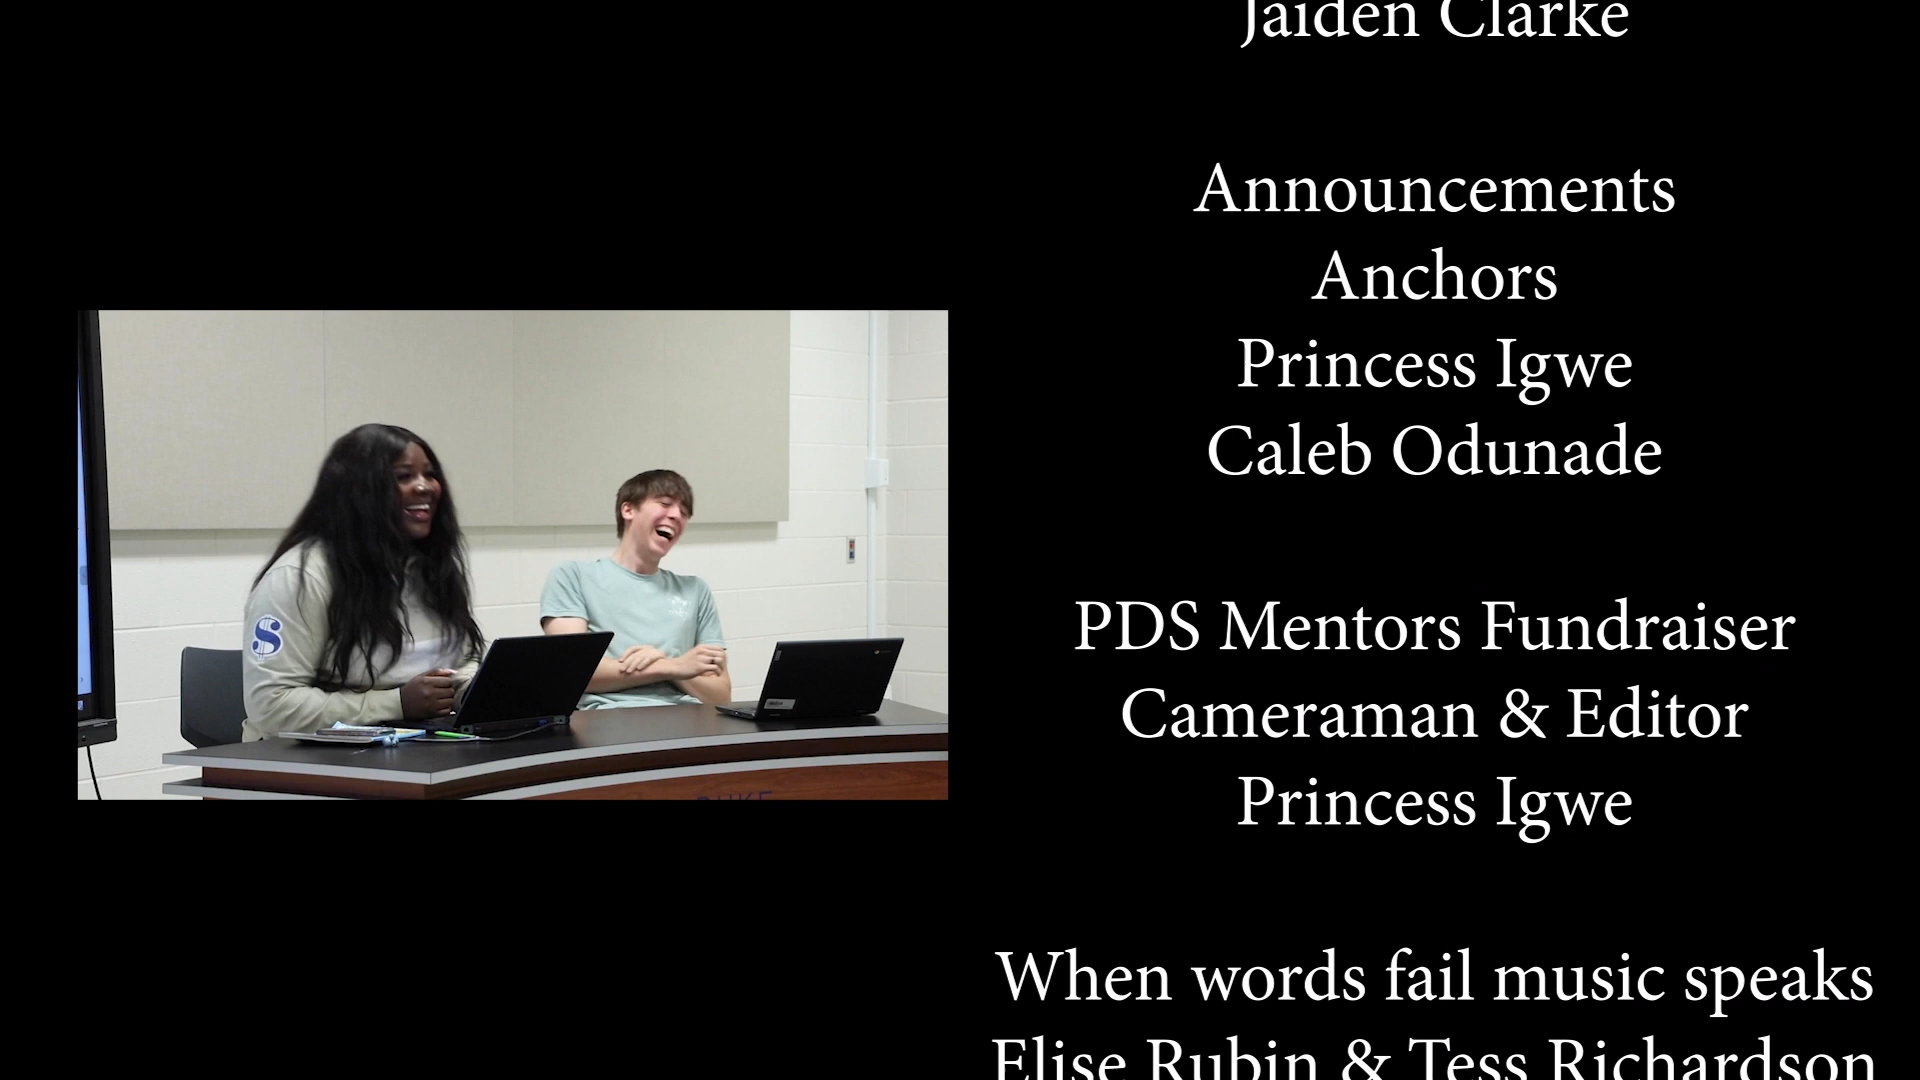 Jaiden Clarke
Announcements
Anchors
Princess Igwe
Caleb Odunade
PDS Mentors Fundraiser
Cameraman & Editor
Princess Igwe
When words fail music speaks
Elise Rubin & Tess Richardson
$